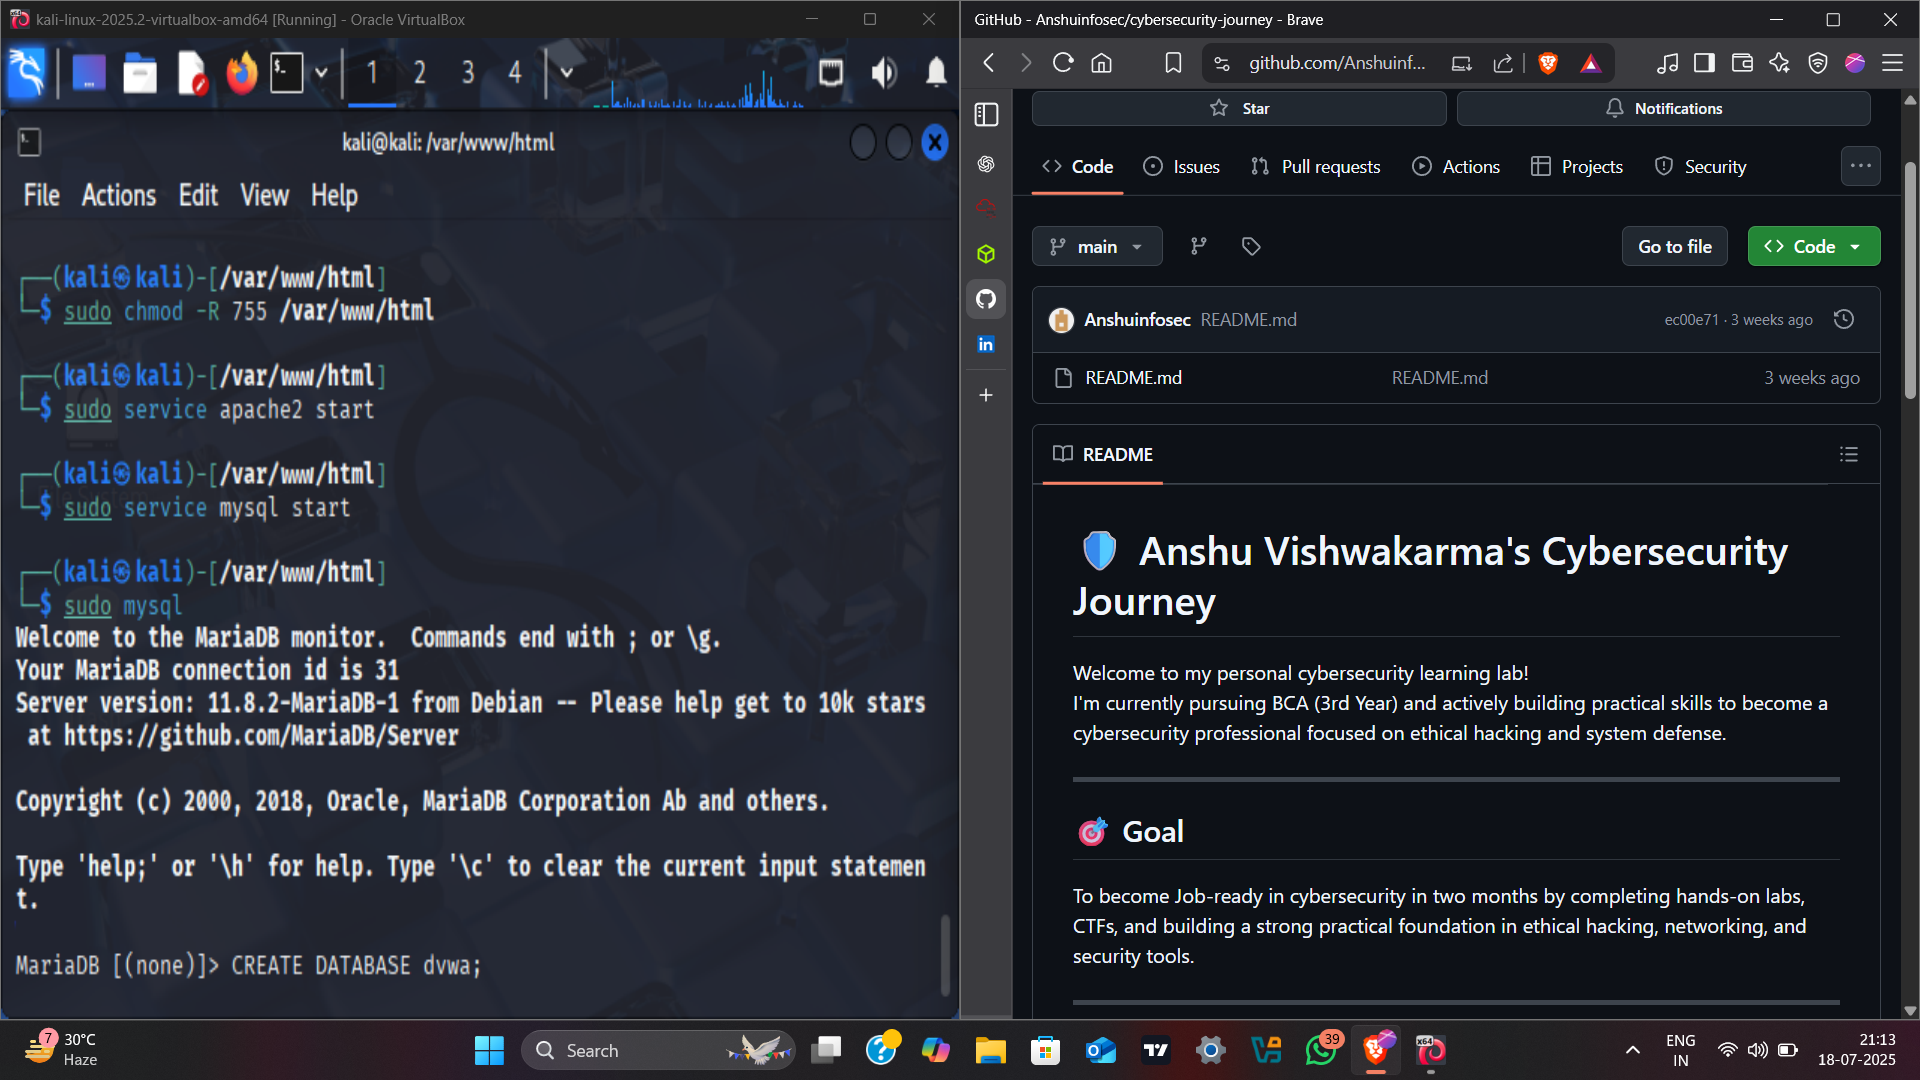 kali-linux-2025.2-virtualbox-amd64 [Running] - Oracle VirtualBox
1 2 3 4
kali@kali: /var/www/html
File Actions Edit View Help
┌──(kali㉿kali)-[/var/www/html]
└─$ sudo chmod -R 755 /var/www/html
┌──(kali㉿kali)-[/var/www/html]
└─$ sudo service apache2 start
┌──(kali㉿kali)-[/var/www/html]
└─$ sudo service mysql start
┌──(kali㉿kali)-[/var/www/html]
└─$ sudo mysql
Welcome to the MariaDB monitor.  Commands end with ; or \g.
Your MariaDB connection id is 31
Server version: 11.8.2-MariaDB-1 from Debian -- Please help get to 10k stars
at https://github.com/MariaDB/Server
Copyright (c) 2000, 2018, Oracle, MariaDB Corporation Ab and others.
Type 'help;' or '\h' for help. Type '\c' to clear the current input statemen
t.
MariaDB [(none)]> CREATE DATABASE dvwa;
GitHub - Anshuinfosec/cybersecurity-journey - Brave
github.com/Anshuinf...
Star
Notifications
Code Issues Pull requests Actions Projects Security
main
Go to file
Code
Anshuinfosec README.md ec00e71 · 3 weeks ago
README.md README.md 3 weeks ago
README
🛡️ Anshu Vishwakarma's Cybersecurity
Journey
Welcome to my personal cybersecurity learning lab!
I'm currently pursuing BCA (3rd Year) and actively building practical skills to become a
cybersecurity professional focused on ethical hacking and system defense.
🎯 Goal
To become Job-ready in cybersecurity in two months by completing hands-on labs,
CTFs, and building a strong practical foundation in ethical hacking, networking, and
security tools.
7
30°C
Haze
Search
39
ENG
IN
21:13
18-07-2025